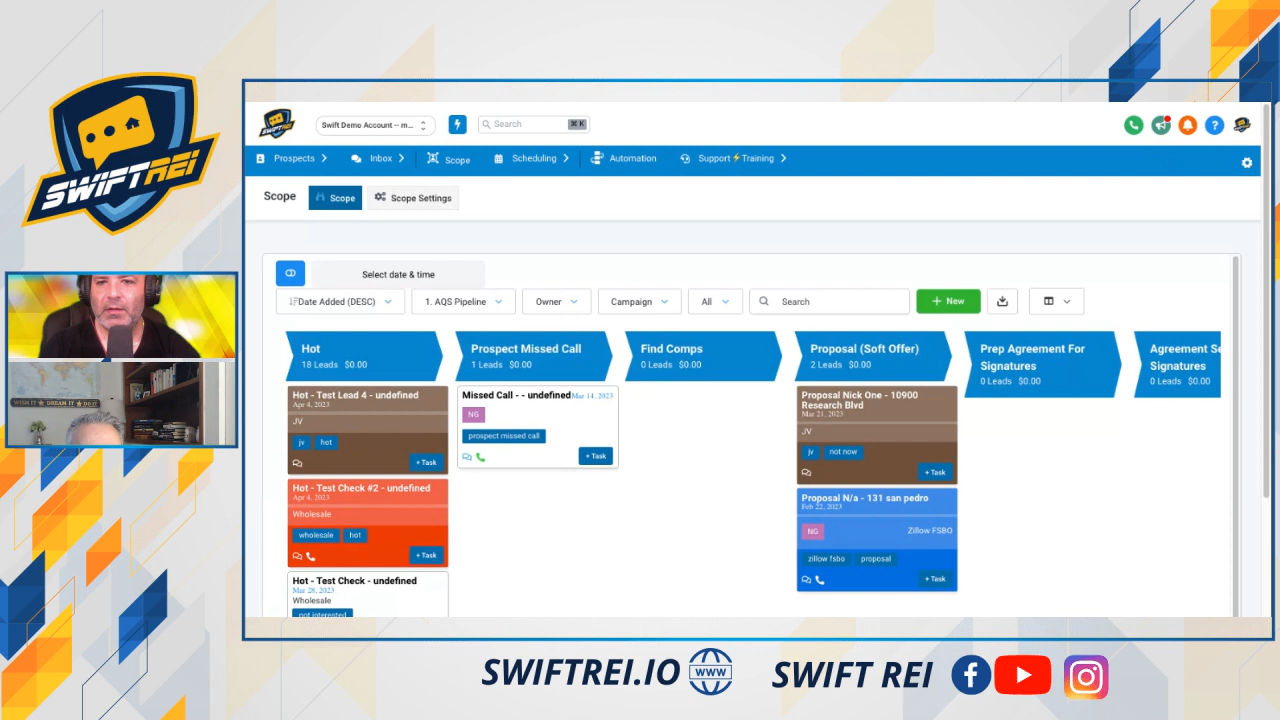 SWIFTREI
WISH IT ★ DREAM IT ★ DO IT
SWIFTREI
Swift Demo Account -- m...
Search
⌘ K
Prospects
Inbox
Scope
Scheduling
Automation
Support⚡Training
Scope
Scope
Scope Settings
Select date & time
Date Added (DESC)
1. AQS Pipeline
Owner
Campaign
All
Search
+ New
Hot
18 Leads $0.00
Prospect Missed Call
1 Leads $0.00
Find Comps
0 Leads $0.00
Proposal (Soft Offer)
2 Leads $0.00
Prep Agreement For
Signatures
0 Leads $0.00
Agreement Se
Signatures
0 Leads $0.00
Hot - Test Lead 4 - undefined
Apr 4, 2023
JV
jv hot
+ Task
Hot - Test Check #2 - undefined
Apr 4, 2023
Wholesale
wholesale hot
+ Task
Hot - Test Check - undefined
Mar 28, 2023
Wholesale
not interested
Missed Call - - undefined Mar 14, 2023
NG
prospect missed call
+ Task
Proposal Nick One - 10900
Research Blvd
Mar 21, 2023
JV
jv not now
+ Task
Proposal N/a - 131 san pedro
Feb 22, 2023
NG Zillow FSBO
zillow fsbo proposal
+ Task
SWIFTREI.IO
WWW
SWIFT REI